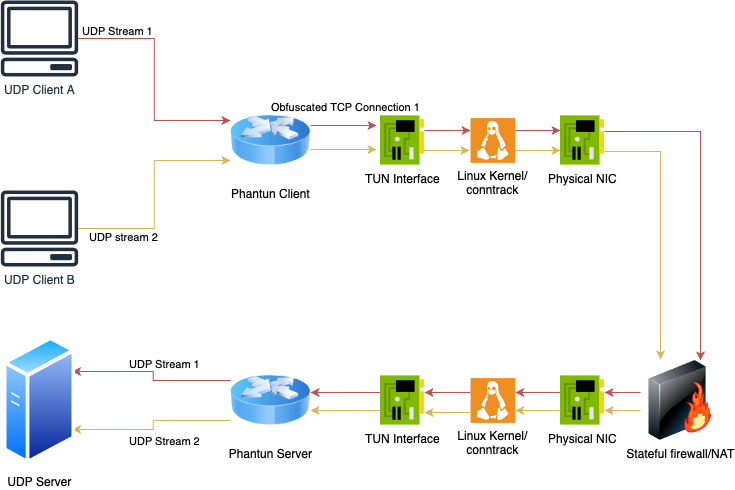 UDP Stream 1
UDP Client A
Obfuscated TCP Connection 1
Phantun Client
TUN Interface
Linux Kernel/
conntrack
Physical NIC
UDP stream 2
UDP Client B
UDP Stream 1
UDP Stream 2
UDP Server
Phantun Server
TUN Interface
Linux Kernel/
conntrack
Physical NIC
Stateful firewall/NAT